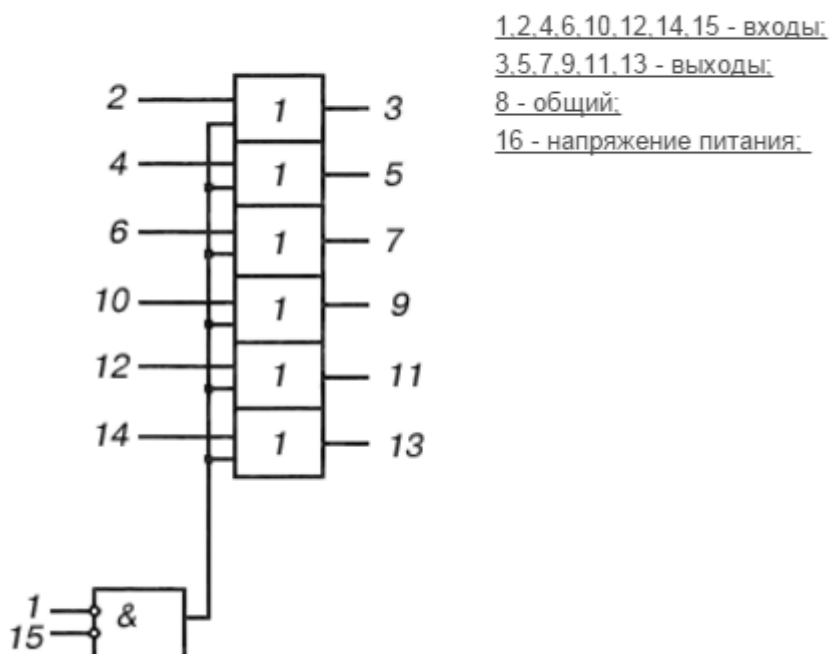 1,2,4,6,10,12,14,15 - входы;
3,5,7,9,11,13 - выходы;
8 - общий;
16 - напряжение питания;
2 1 3
4 1 5
6 1 7
10 1 9
12 1 11
14 1 13
1 &
15